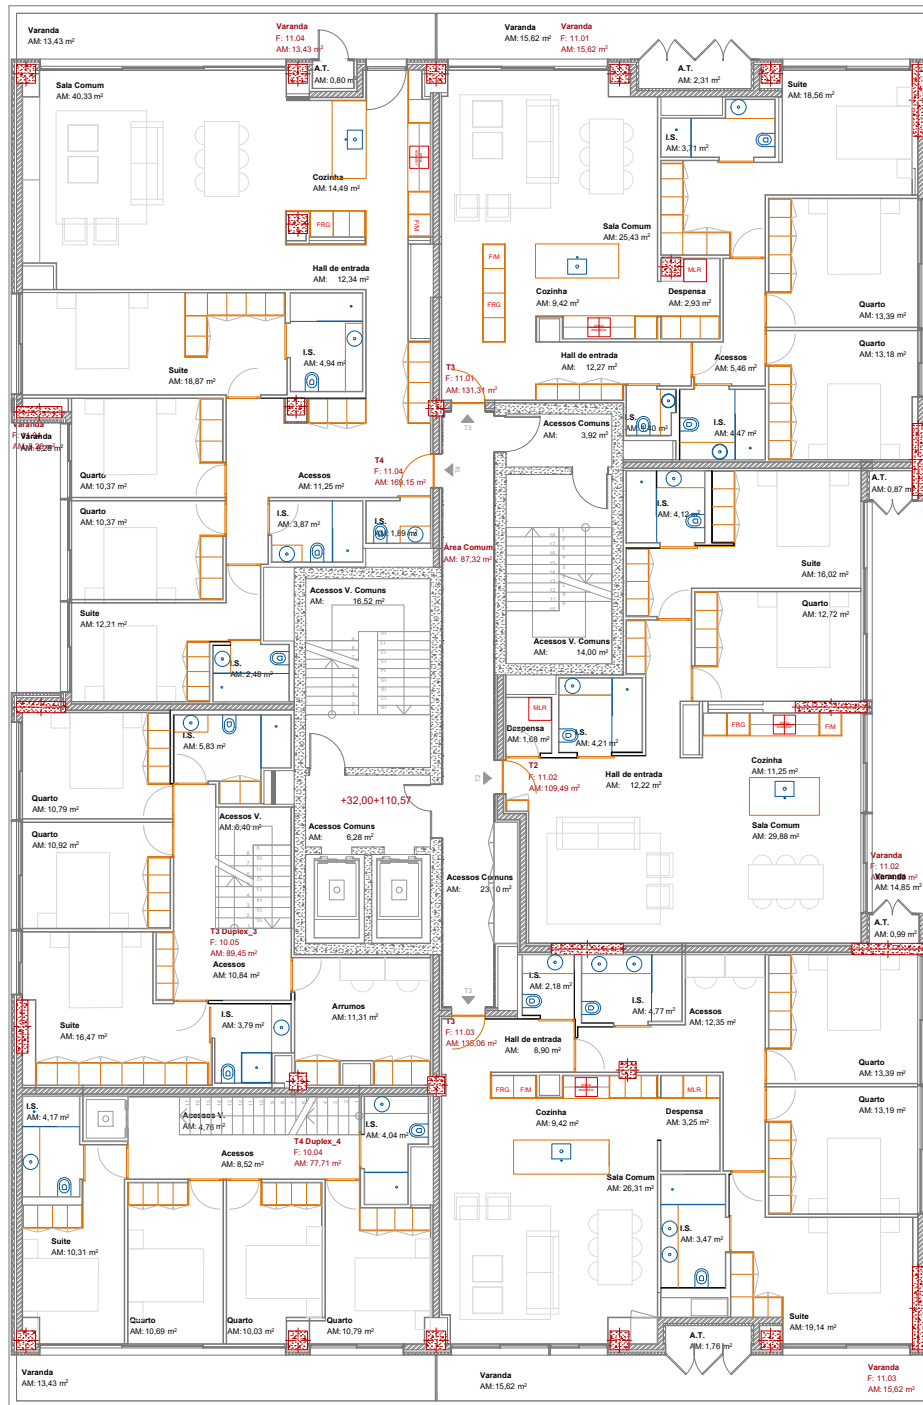 Varanda
AM: 13,43 m²
Varanda
F: 11.04
AM: 13,43 m²
Varanda
AM: 15,62 m²
Varanda
F: 11.01
AM: 15,62 m²
A.T.
AM: 0,80 m²
A.T.
AM: 2,31 m²
Sala Comum
AM: 40,33 m²
Suite
AM: 18,56 m²
I.S.
AM: 3,71 m²
Cozinha
AM: 14,49 m²
FRG
F/M
Sala Comum
AM: 25,43 m²
F/M
FRG
MLR
Hall de entrada
AM: 12,34 m²
Cozinha
AM: 9,42 m²
Despensa
AM: 2,93 m²
Quarto
AM: 13,39 m²
I.S.
AM: 4,94 m²
Suite
AM: 18,87 m²
Hall de entrada
AM: 12,27 m²
Acessos
AM: 5,46 m²
Quarto
AM: 13,18 m²
T3
F: 11.01
AM: 131,31 m²
T3
Acessos Comuns
AM: 3,92 m²
I.S.
I.S.
AM: 4,47 m²
Varanda
Varanda
T4
F: 11.04
AM: 169,15 m²
T4
Quarto
AM: 10,37 m²
Acessos
AM: 11,25 m²
I.S.
AM: 3,87 m²
I.S.
AM: 1,89 m²
Quarto
AM: 10,37 m²
I.S.
AM: 4,12 m²
A.T.
AM: 0,87 m²
Área Comum
AM: 87,32 m²
Suite
AM: 16,02 m²
Acessos V. Comuns
AM: 16,52 m²
Quarto
AM: 12,72 m²
Suite
AM: 12,21 m²
Acessos V. Comuns
AM: 14,00 m²
I.S.
AM: 2,48 m²
MLR
FRG
F/M
Despensa
AM: 1,68 m²
I.S.
AM: 4,21 m²
I.S.
AM: 5,83 m²
T2
T2
F: 11.02
AM: 109,49 m²
Hall de entrada
AM: 12,22 m²
Cozinha
AM: 11,25 m²
Quarto
AM: 10,79 m²
+32,00+110,57
Acessos V.
AM: 6,40 m²
Acessos Comuns
AM: 6,28 m²
Sala Comum
AM: 29,88 m²
Quarto
AM: 10,92 m²
Varanda
F: 11.02
Varanda
AM: 14,85 m²
Acessos Comuns
AM: 23,10 m²
A.T.
AM: 0,99 m²
T3 Duplex_3
F: 10.05
AM: 89,45 m²
Acessos
AM: 10,84 m²
I.S.
AM: 2,18 m²
I.S.
AM: 4,77 m²
Arrumos
AM: 11,31 m²
Acessos
AM: 12,35 m²
Suite
AM: 16,47 m²
I.S.
AM: 3,79 m²
T3
T3
F: 11.03
AM: 135,06 m²
Hall de entrada
AM: 8,90 m²
Quarto
AM: 13,39 m²
FRG
F/M
MLR
I.S.
AM: 4,17 m²
Acessos V.
AM: 4,76 m²
I.S.
AM: 4,04 m²
Cozinha
AM: 9,42 m²
Despensa
AM: 3,25 m²
Quarto
AM: 13,19 m²
T4 Duplex_4
F: 10.04
AM: 77,71 m²
Acessos
AM: 8,52 m²
Sala Comum
AM: 26,31 m²
I.S.
AM: 3,47 m²
Suite
AM: 10,31 m²
Quarto
AM: 10,69 m²
Quarto
AM: 10,03 m²
Quarto
AM: 10,79 m²
Suite
AM: 19,14 m²
A.T.
AM: 1,76 m²
Varanda
AM: 13,43 m²
Varanda
AM: 15,62 m²
Varanda
F: 11.03
AM: 15,62 m²